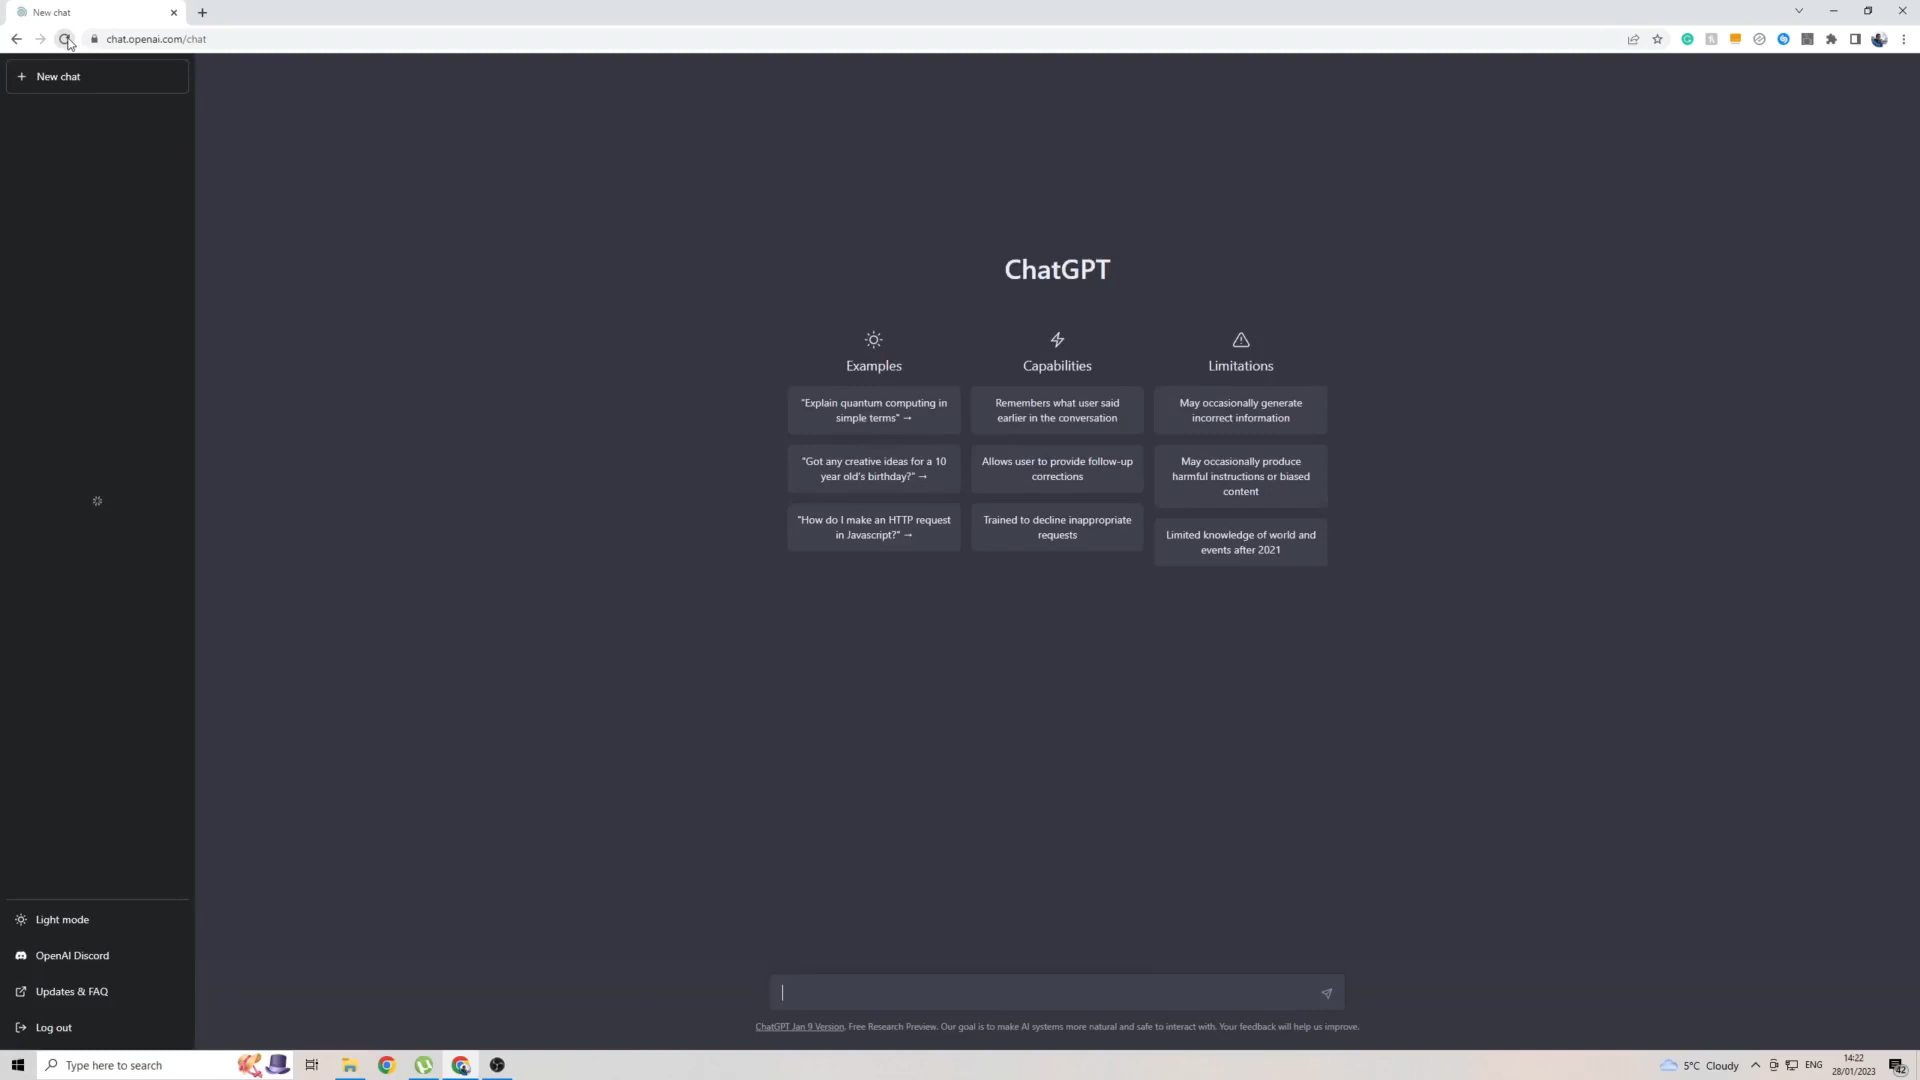 New chat
chat.openai.com/chat
New chat
ChatGPT
Examples
"Explain quantum computing in
simple terms" →
"Got any creative ideas for a 10
year old's birthday?" →
"How do I make an HTTP request
in Javascript?" →
Capabilities
Remembers what user said
earlier in the conversation
Allows user to provide follow-up
corrections
Trained to decline inappropriate
requests
Limitations
May occasionally generate
incorrect information
May occasionally produce
harmful instructions or biased
content
Limited knowledge of world and
events after 2021
Light mode
OpenAI Discord
Updates & FAQ
Log out
ChatGPT Jan 9 Version. Free Research Preview. Our goal is to make AI systems more natural and safe to interact with. Your feedback will help us improve.
Type here to search
5°C Cloudy
ENG
14:22
28/01/2023
42